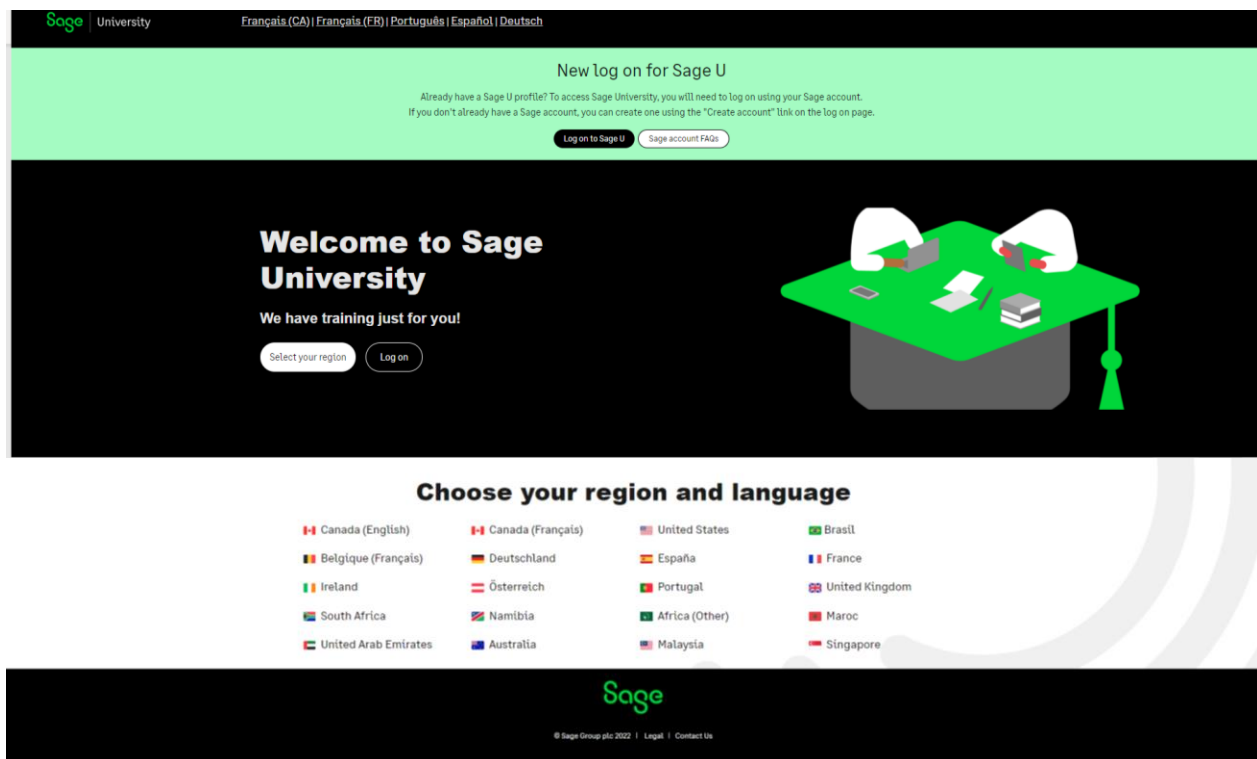 Sage University
Français (CA) | Français (FR) | Português | Español | Deutsch
New log on for Sage U
Already have a Sage U profile? To access Sage University, you will need to log on using your Sage account.
If you don't already have a Sage account, you can create one using the "Create account" link on the log on page.
Log on to Sage U Sage account FAQs
Welcome to Sage
University
We have training just for you!
Select your region Log on
Choose your region and language
Canada (English) Canada (Français) United States Brasil
Belgique (Français) Deutschland España France
Ireland Österreich Portugal United Kingdom
South Africa Namibia Africa (Other) Maroc
United Arab Emirates Australia Malaysia Singapore
Sage
© Sage Group plc 2022 | Legal | Contact Us